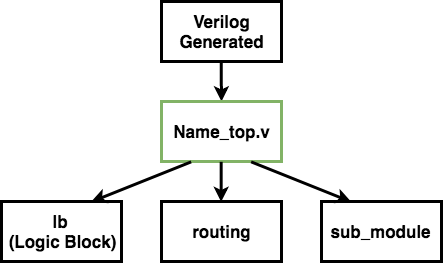 Verilog
Generated
Name_top.v
lb
(Logic Block)
routing
sub_module